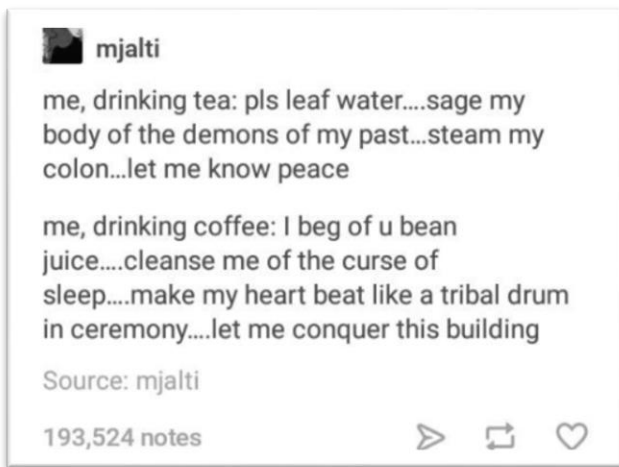 mjalti
me, drinking tea: pls leaf water....sage my
body of the demons of my past...steam my
colon...let me know peace
me, drinking coffee: I beg of u bean
juice....cleanse me of the curse of
sleep....make my heart beat like a tribal drum
in ceremony....let me conquer this building
Source: mjalti
193,524 notes